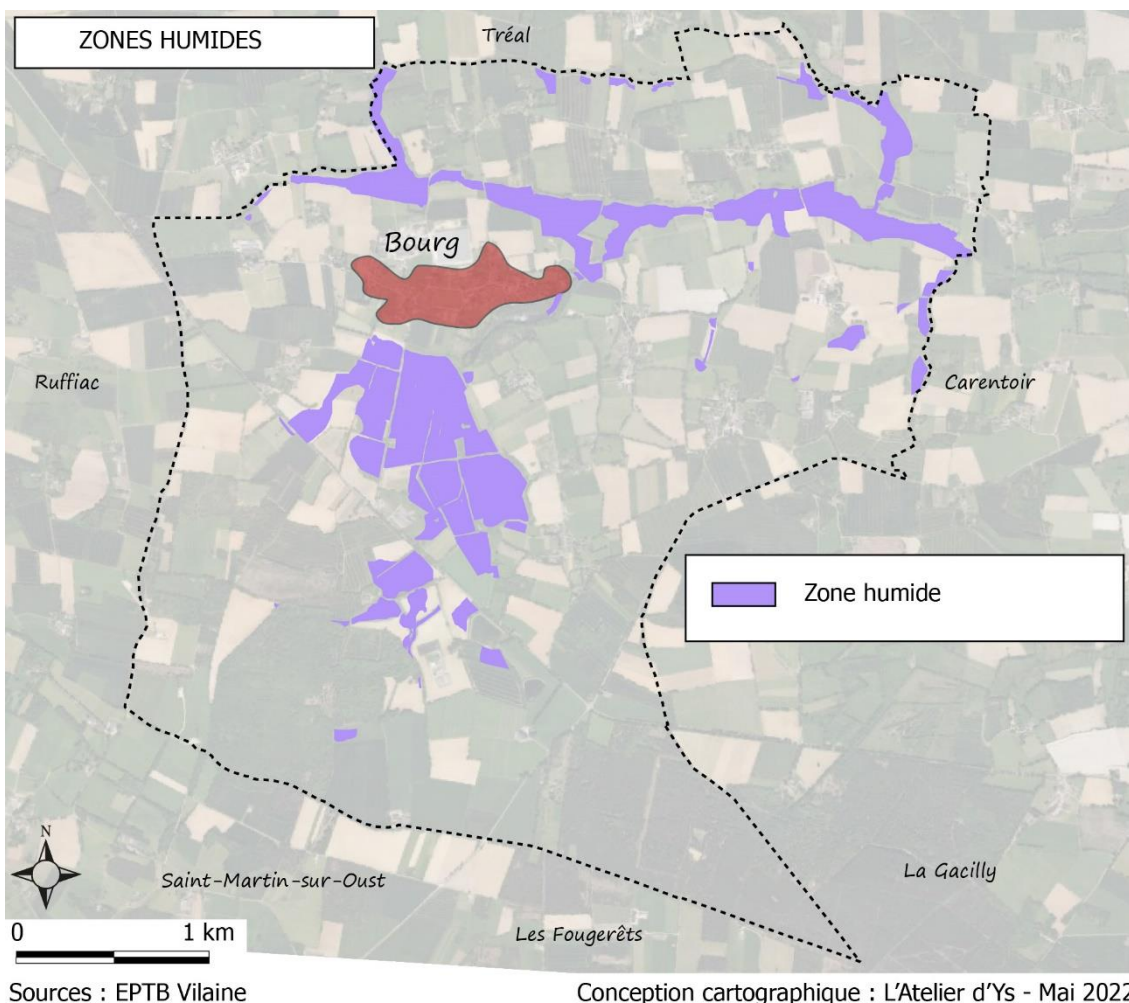 ZONES HUMIDES
Tréal
Bourg
Ruffiac
Carentoir
Zone humide
N
Saint-Martin-sur-Oust
La Gacilly
Les Fougerêts
0 1 km
Sources : EPTB Vilaine
Conception cartographique : L'Atelier d'Ys - Mai 2022